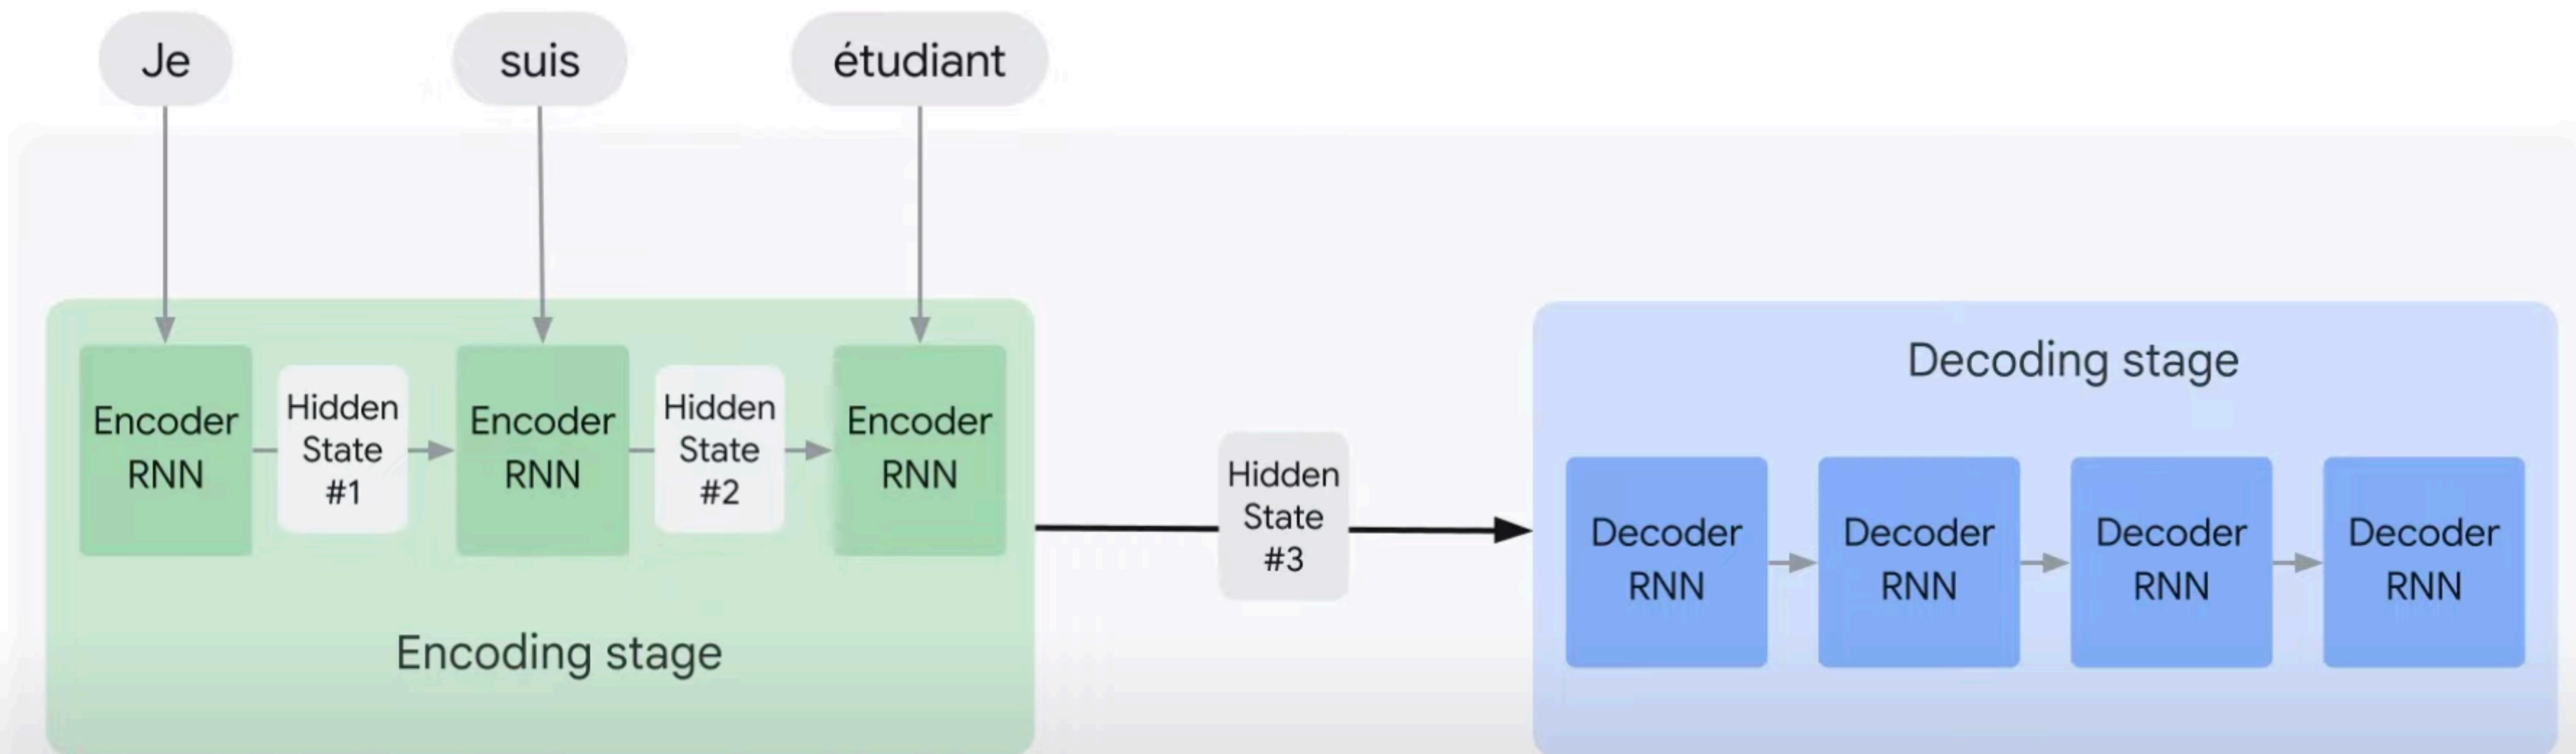 Je
suis
étudiant
Encoder
RNN
Hidden
State
#1
Encoder
RNN
Hidden
State
#2
Encoder
RNN
Encoding stage
Hidden
State
#3
Decoding stage
Decoder
RNN
Decoder
RNN
Decoder
RNN
Decoder
RNN